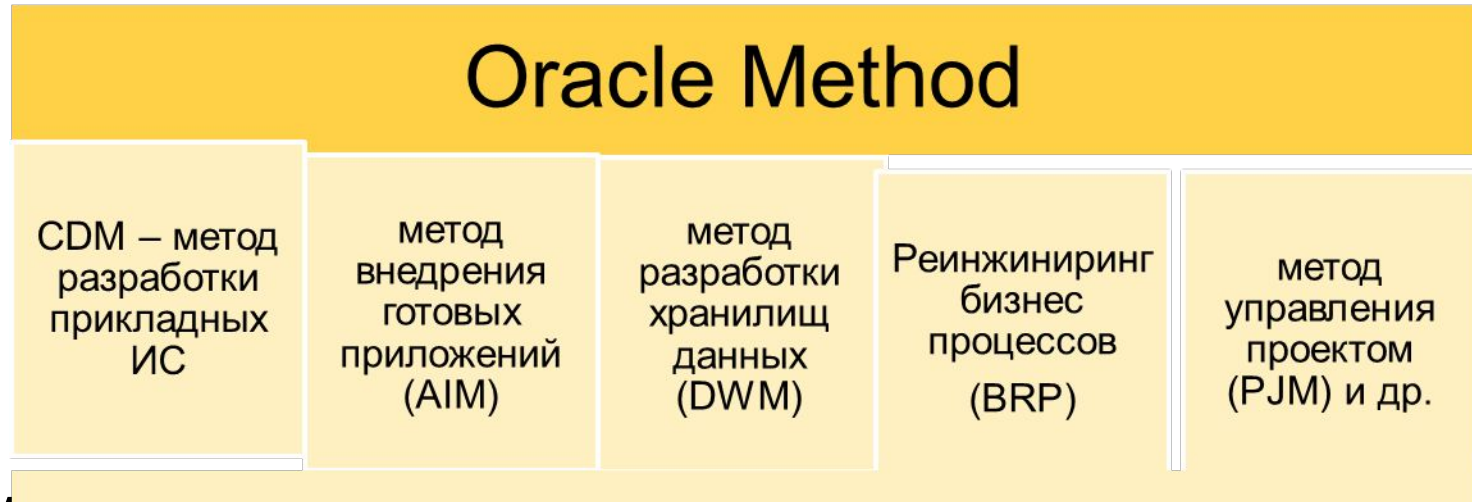 Oracle Method
CDM – метод
разработки
прикладных
ИС
метод
внедрения
готовых
приложений
(AIM)
метод
разработки
хранилищ
данных
(DWM)
Реинжиниринг
бизнес
процессов
(BRP)
метод
управления
проектом
(PJM) и др.